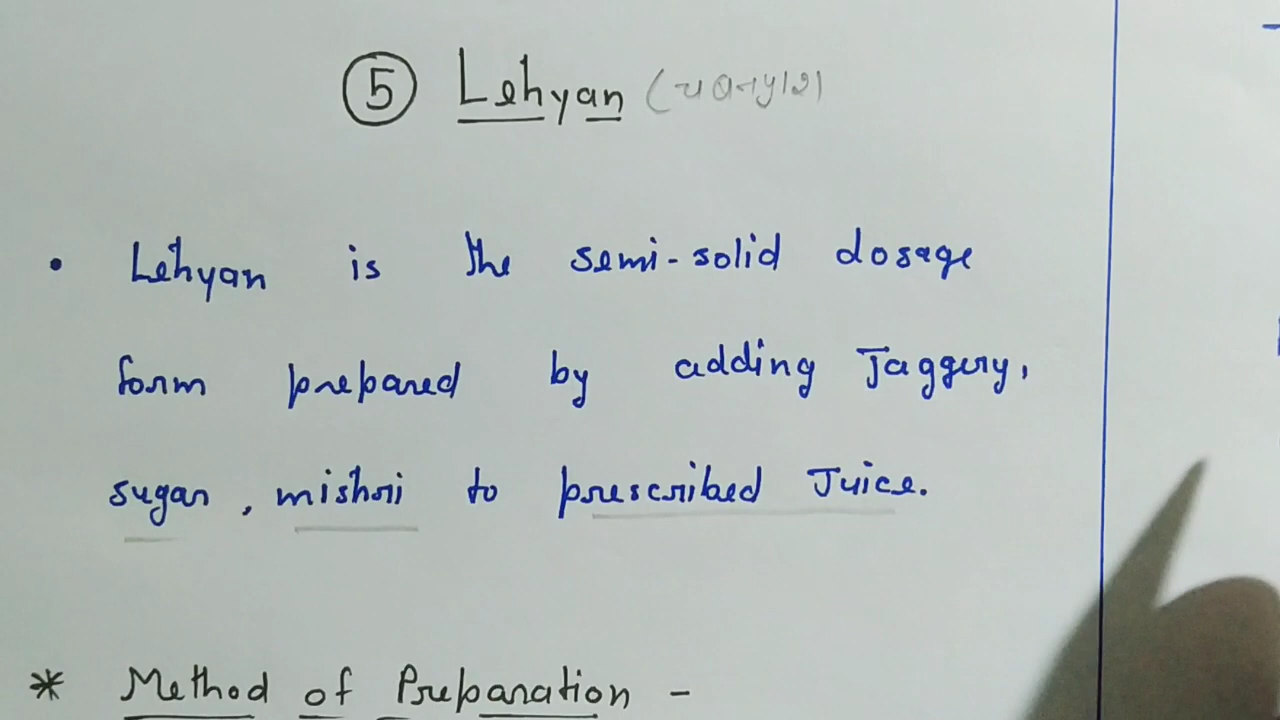 ⑤ Lehyan
• Lehyan is the semi-solid dosage
form prepared by adding Jaggery,
sugar, mishri to prescribed Juice.
* Method of Preparation -